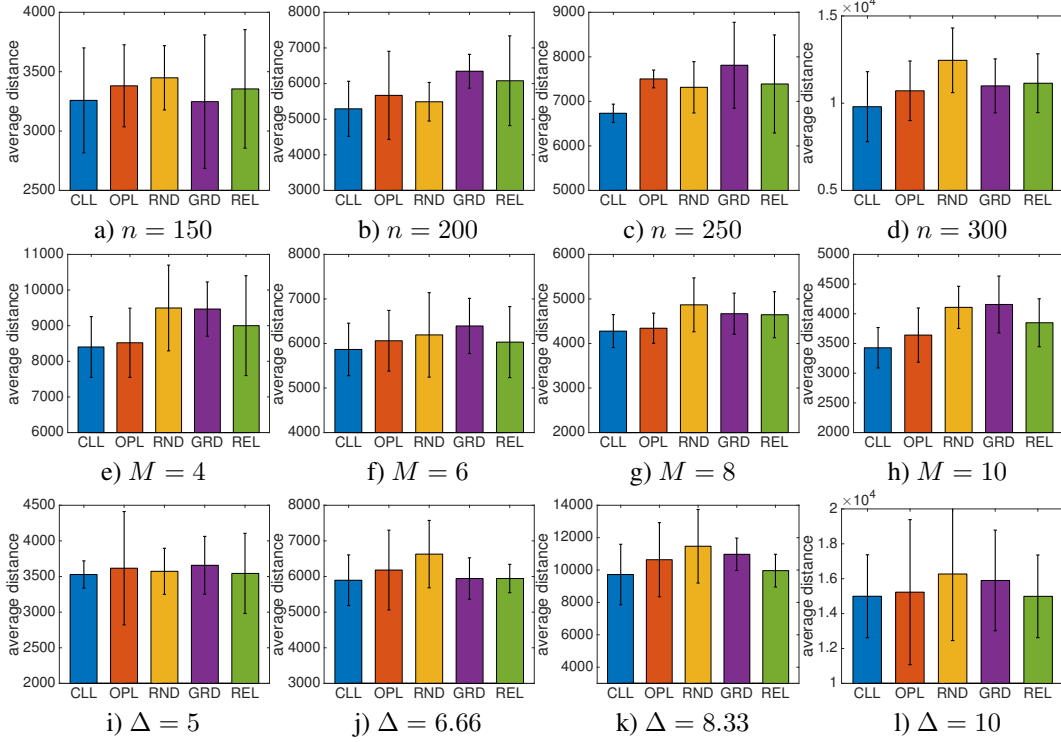 average distance
4000
3500
3000
2500
CLL OPL RND GRD REL
a) n = 150
average distance
8000
7000
6000
5000
4000
3000
CLL OPL RND GRD REL
b) n = 200
average distance
9000
8000
7000
6000
5000
CLL OPL RND GRD REL
c) n = 250
average distance
×10⁴
1.5
1
0.5
CLL OPL RND GRD REL
d) n = 300
average distance
11000
10000
9000
8000
7000
6000
CLL OPL RND GRD REL
e) M = 4
average distance
8000
7000
6000
5000
4000
CLL OPL RND GRD REL
f) M = 6
average distance
6000
5000
4000
3000
2000
CLL OPL RND GRD REL
g) M = 8
average distance
5000
4500
4000
3500
3000
2500
2000
CLL OPL RND GRD REL
h) M = 10
average distance
4500
4000
3500
3000
2500
2000
CLL OPL RND GRD REL
i) Δ = 5
average distance
8000
7000
6000
5000
4000
3000
CLL OPL RND GRD REL
j) Δ = 6.66
average distance
14000
12000
10000
8000
6000
4000
CLL OPL RND GRD REL
k) Δ = 8.33
average distance
×10⁴
2
1.8
1.6
1.4
1.2
1
CLL OPL RND GRD REL
l) Δ = 10